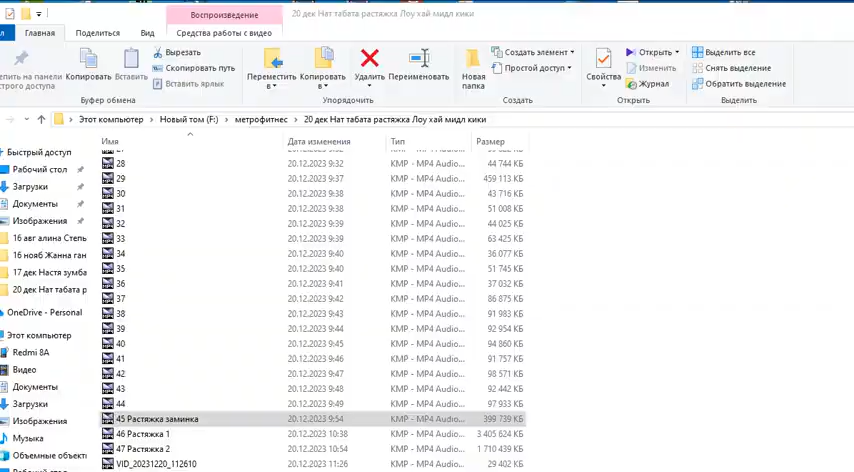 Воспроизведение
20 дек Нат табата растяжка Лоу хай мидл кики
Главная
Поделиться
Вид
Средства работы с видео
епить на панели
строго доступа
Копировать
Вставить
Вырезать
Скопировать путь
Вставить ярлык
Буфер обмена
Переместить
в
Копировать
в
Удалить
Переименовать
Упорядочить
Новая
папка
Создать элемент
Простой доступ
Создать
Свойства
Открыть
Изменить
Журнал
Открыть
Выделить все
Снять выделение
Обратить выделение
Выделить
Этот компьютер > Новый том (F:) > метрофитнес > 20 дек Нат табата растяжка Лоу хай мидл кики
Имя Дата изменения Тип Размер
Быстрый доступ
Рабочий стол
Загрузки
Документы
Изображения
16 авг алина Степь
16 нояб Жанна ган
17 дек Настя зумба
20 дек Нат табата р
OneDrive - Personal
Этот компьютер
Redmi 8A
Видео
Документы
Загрузки
Изображения
Музыка
Объемные объект
28 20.12.2023 9:32 KMP - MP4 Audio... 44 744 КБ
29 20.12.2023 9:37 KMP - MP4 Audio... 459 113 КБ
30 20.12.2023 9:38 KMP - MP4 Audio... 43 716 КБ
31 20.12.2023 9:38 KMP - MP4 Audio... 51 008 КБ
32 20.12.2023 9:39 KMP - MP4 Audio... 44 025 КБ
33 20.12.2023 9:39 KMP - MP4 Audio... 63 425 КБ
34 20.12.2023 9:40 KMP - MP4 Audio... 36 077 КБ
35 20.12.2023 9:40 KMP - MP4 Audio... 51 745 КБ
36 20.12.2023 9:41 KMP - MP4 Audio... 37 032 КБ
37 20.12.2023 9:42 KMP - MP4 Audio... 86 875 КБ
38 20.12.2023 9:43 KMP - MP4 Audio... 91 983 КБ
39 20.12.2023 9:44 KMP - MP4 Audio... 92 954 КБ
40 20.12.2023 9:45 KMP - MP4 Audio... 94 860 КБ
41 20.12.2023 9:46 KMP - MP4 Audio... 91 757 КБ
42 20.12.2023 9:47 KMP - MP4 Audio... 98 571 КБ
43 20.12.2023 9:48 KMP - MP4 Audio... 92 442 КБ
44 20.12.2023 9:49 KMP - MP4 Audio... 97 933 КБ
45 Растяжка заминка 20.12.2023 9:54 KMP - MP4 Audio... 399 739 КБ
46 Растяжка 1 20.12.2023 10:38 KMP - MP4 Audio... 3 405 624 КБ
47 Растяжка 2 20.12.2023 10:54 KMP - MP4 Audio... 1 710 439 КБ
VID_20231220_112610 20.12.2023 11:26 KMP - MP4 Audio... 29 402 КБ